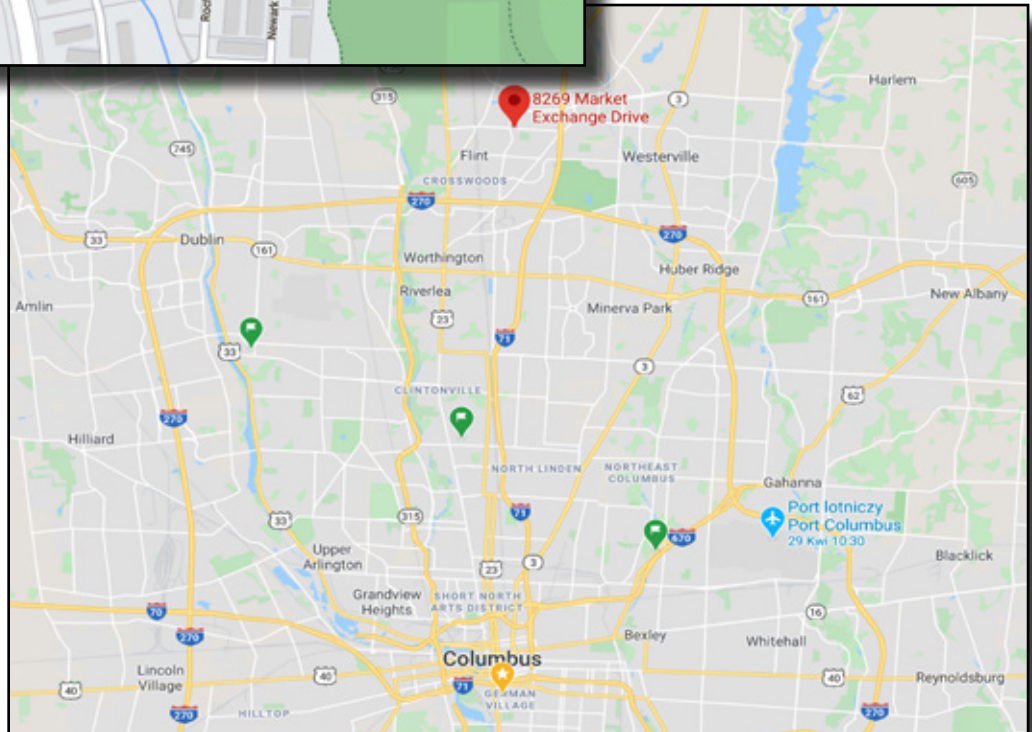 Newark
315
8269 Market
Exchange Drive
3
Harlem
745
Flint
Westerville
CROSSWOODS
605
270
33
Dublin
161
270
Worthington
Huber Ridge
Riverlea
Amlin
161
New Albany
23
Minerva Park
33
71
3
CLINTONVILLE
62
270
Hilliard
NORTH LINDEN
NORTHEAST
COLUMBUS
Gahanna
33
315
71
Port lotniczy
Port Columbus
29 Kwi 10:30
670
Upper
Arlington
23
3
Blacklick
Grandview
Heights
SHORT NORTH
ARTS DISTRICT
70
16
270
Bexley
Whitehall
Columbus
Lincoln
Village
40
40
40
Reynoldsburg
71
GERMAN
VILLAGE
270
HILLTOP
270